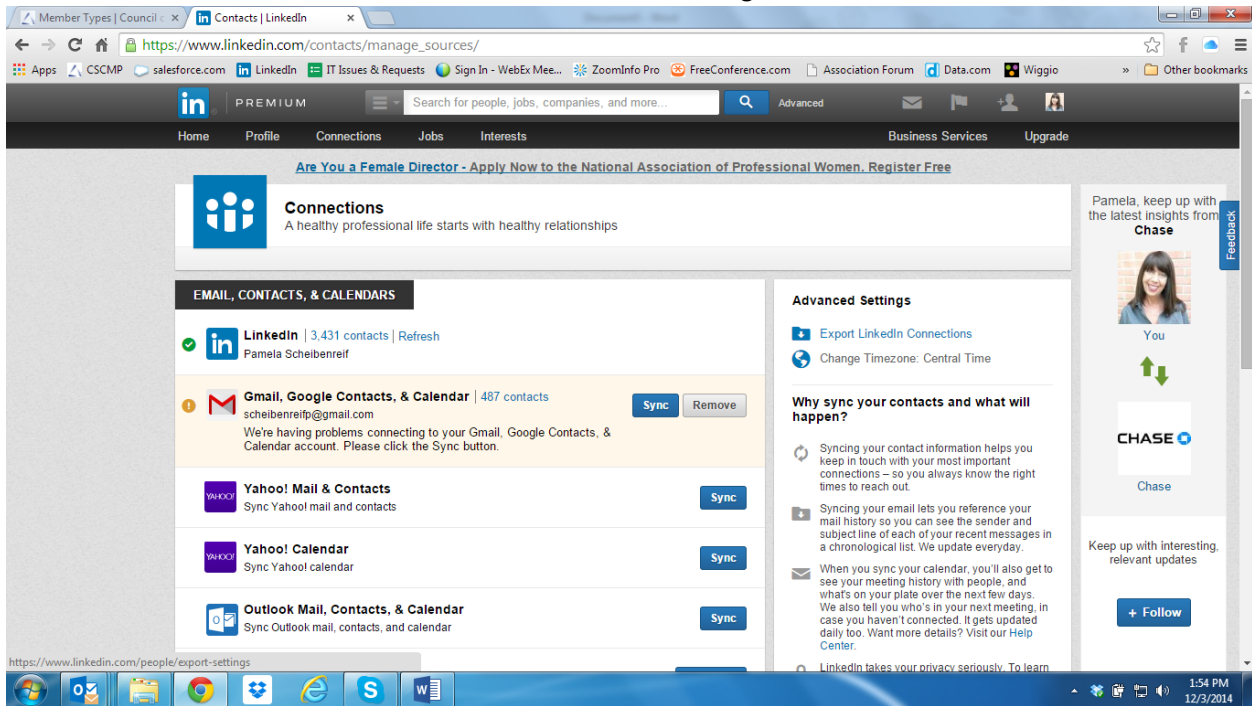 Member Types | Council c
Contacts | LinkedIn
https://www.linkedin.com/contacts/manage_sources/
Apps CSCMP salesforce.com LinkedIn IT Issues & Requests Sign In - WebEx Mee... ZoomInfo Pro FreeConference.com Association Forum Data.com Wiggio » Other bookmarks
in PREMIUM Search for people, jobs, companies, and more... Advanced
Home Profile Connections Jobs Interests Business Services Upgrade
Are You a Female Director - Apply Now to the National Association of Professional Women. Register Free
Connections
A healthy professional life starts with healthy relationships
EMAIL, CONTACTS, & CALENDARS
in
LinkedIn | 3,431 contacts | Refresh
Pamela Scheibenreif
Gmail, Google Contacts, & Calendar | 487 contacts
scheibenreifp@gmail.com
We're having problems connecting to your Gmail, Google Contacts, &
Calendar account. Please click the Sync button.
Sync Remove
YAHOO!
Yahoo! Mail & Contacts
Sync Yahoo! mail and contacts
Sync
YAHOO!
Yahoo! Calendar
Sync Yahoo! calendar
Sync
Outlook Mail, Contacts, & Calendar
Sync Outlook mail, contacts, and calendar
Sync
Advanced Settings
Export LinkedIn Connections
Change Timezone: Central Time
Why sync your contacts and what will
happen?
Syncing your contact information helps you
keep in touch with your most important
connections – so you always know the right
times to reach out.
Syncing your email lets you reference your
mail history so you can see the sender and
subject line of each of your recent messages in
a chronological list. We update everyday.
When you sync your calendar, you'll also get to
see your meeting history with people, and
what's on your plate over the next few days.
We also tell you who's in your next meeting, in
case you haven't connected. It gets updated
daily too. Want more details? Visit our Help
Center.
LinkedIn takes your privacy seriously. To learn
Pamela, keep up with
the latest insights from
Chase
Feedback
You
CHASE
Chase
Keep up with interesting,
relevant updates
+ Follow
https://www.linkedin.com/people/export-settings
1:54 PM
12/3/2014